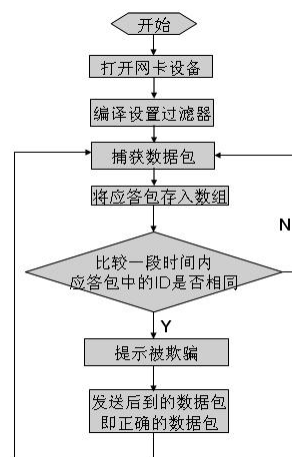 开始
打开网卡设备
编译设置过滤器
捕获数据包
将应答包存入数组
N
比较一段时间内
应答包中的ID是否相同
Y
提示被欺骗
发送后到的数据包
即正确的数据包